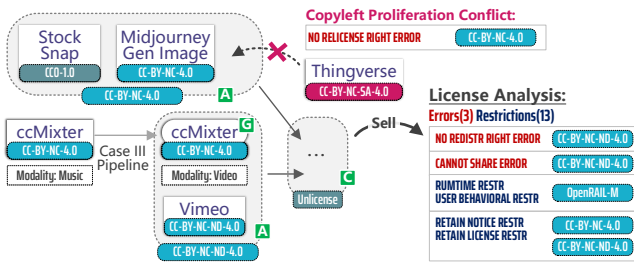 Copyleft Proliferation Conflict:
NO RELICENSE RIGHT ERROR
CC-BY-NC-4.0
Stock
Snap
CC0-1.0
Midjourney
Gen Image
CC-BY-NC-4.0
CC-BY-NC-4.0
A
Thingverse
CC-BY-NC-SA-4.0
ccMixter
CC-BY-NC-4.0
Modality: Music
Case III
Pipeline
G
ccMixter
CC-BY-NC-4.0
Modality: Video
Vimeo
CC-BY-NC-ND-4.0
A
CC-BY-NC-ND-4.0
...
C
Unlicense
Sell
License Analysis:
Errors(3) Restrictions(13)
NO REDISTR RIGHT ERROR
CC-BY-NC-ND-4.0
CANNOT SHARE ERROR
CC-BY-NC-ND-4.0
RUMTIME RESTR
USER BEHAVIORAL RESTR
OpenRAIL-M
RETAIN NOTICE RESTR
RETAIN LICENSE RESTR
CC-BY-NC-4.0
CC-BY-NC-ND-4.0